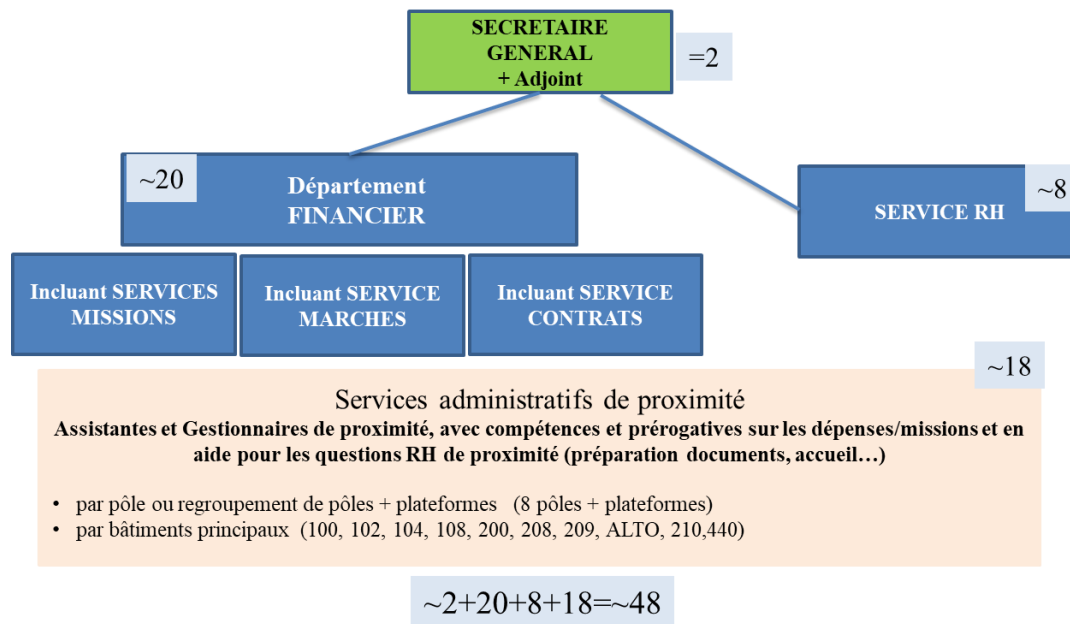 SECRETAIRE
GENERAL
+ Adjoint
=2
~20
Département
FINANCIER
~8
SERVICE RH
Incluant SERVICES
MISSIONS
Incluant SERVICE
MARCHES
Incluant SERVICE
CONTRATS
~18
Services administratifs de proximité
Assistantes et Gestionnaires de proximité, avec compétences et prérogatives sur les dépenses/missions et en
aide pour les questions RH de proximité (préparation documents, accueil…)
• par pôle ou regroupement de pôles + plateformes (8 pôles + plateformes)
• par bâtiments principaux (100, 102, 104, 108, 200, 208, 209, ALTO, 210,440)
~2+20+8+18=~48